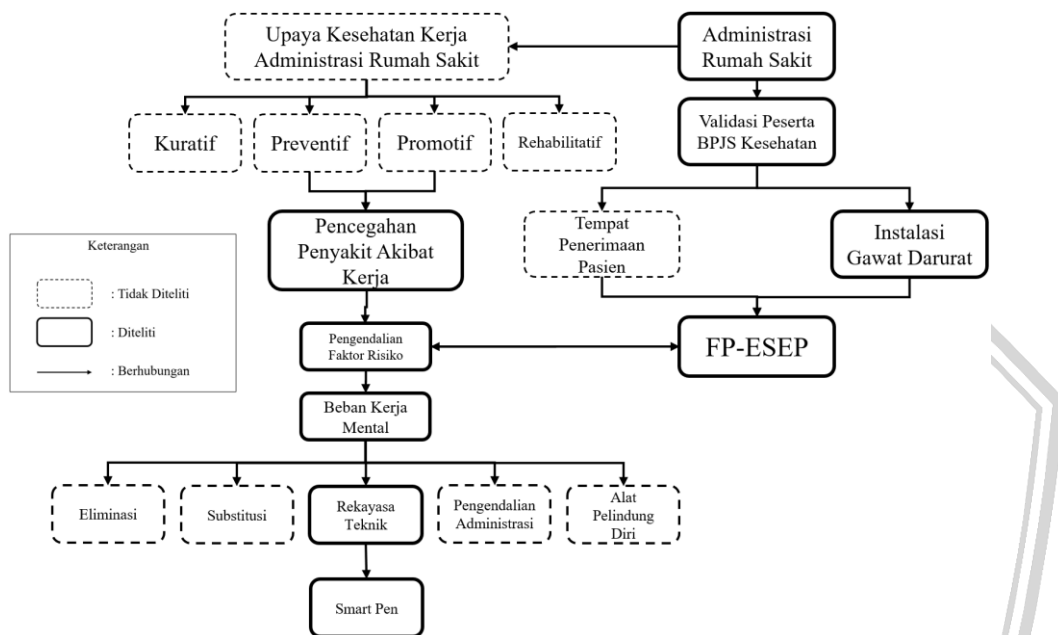 Upaya Kesehatan Kerja
Administrasi Rumah Sakit
Administrasi
Rumah Sakit
Kuratif
Preventif
Promotif
Rehabilitatif
Validasi Peserta
BPJS Kesehatan
Pencegahan
Penyakit Akibat
Kerja
Tempat
Penerimaan
Pasien
Instalasi
Gawat Darurat
Keterangan
: Tidak Diteliti
: Diteliti
: Berhubungan
Pengendalian
Faktor Risiko
FP-ESEP
Beban Kerja
Mental
Eliminasi
Substitusi
Rekayasa
Teknik
Pengendalian
Administrasi
Alat
Pelindung
Diri
Smart Pen